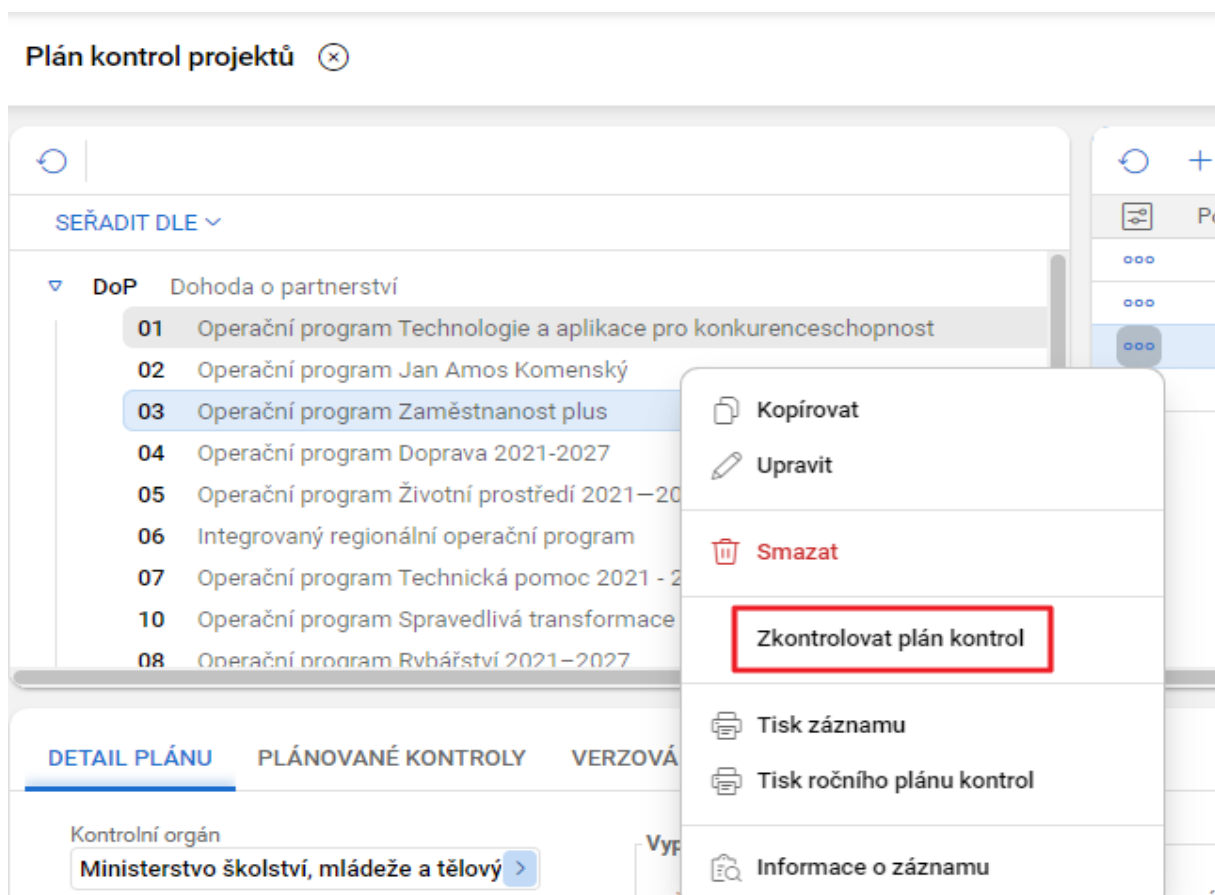 Plán kontrol projektů
SEŘADIT DLE
DoP Dohoda o partnerství
01 Operační program Technologie a aplikace pro konkurenceschopnost
02 Operační program Jan Amos Komenský
03 Operační program Zaměstnanost plus
04 Operační program Doprava 2021-2027
05 Operační program Životní prostředí 2021—20
06 Integrovaný regionální operační program
07 Operační program Technická pomoc 2021 - 2
10 Operační program Spravedlivá transformace
08 Operační program Rybářství 2021–2027
Kopírovat
Upravit
Smazat
Zkontrolovat plán kontrol
Tisk záznamu
Tisk ročního plánu kontrol
Informace o záznamu
DETAIL PLÁNU PLÁNOVANÉ KONTROLY VERZOVÁ
Kontrolní orgán
Ministerstvo školství, mládeže a tělový